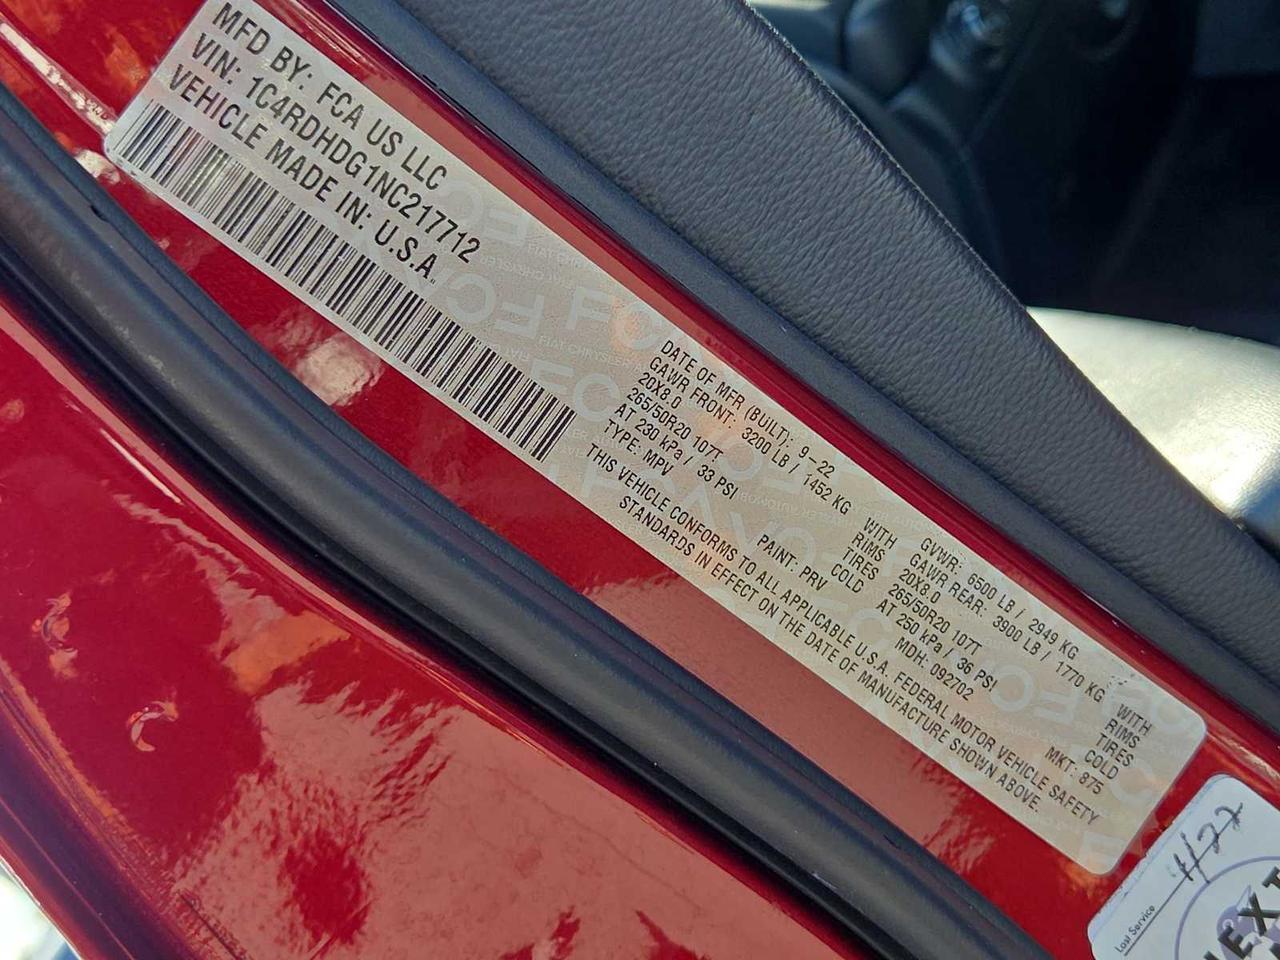 MFD BY: FCA US LLC
VIN: 1C4RDHDG1NC217712
VEHICLE MADE IN: U.S.A.
DATE OF MFR (BUILT): 9-22 GVWR: 6500 LB / 2949 KG
GAWR FRONT: 3200 LB / 1452 KG WITH GAWR REAR: 3900 LB / 1770 KG WITH
20X8.0 RIMS 20X8.0 RIMS
265/50R20 107T TIRES 265/50R20 107T TIRES
AT 230 kPa / 33 PSI COLD AT 250 kPa / 36 PSI COLD
TYPE: MPV PAINT: PRV MDH: 092702 MKT: 875
THIS VEHICLE CONFORMS TO ALL APPLICABLE U.S.A. FEDERAL MOTOR VEHICLE SAFETY
STANDARDS IN EFFECT ON THE DATE OF MANUFACTURE SHOWN ABOVE.
Last Service
NEXT